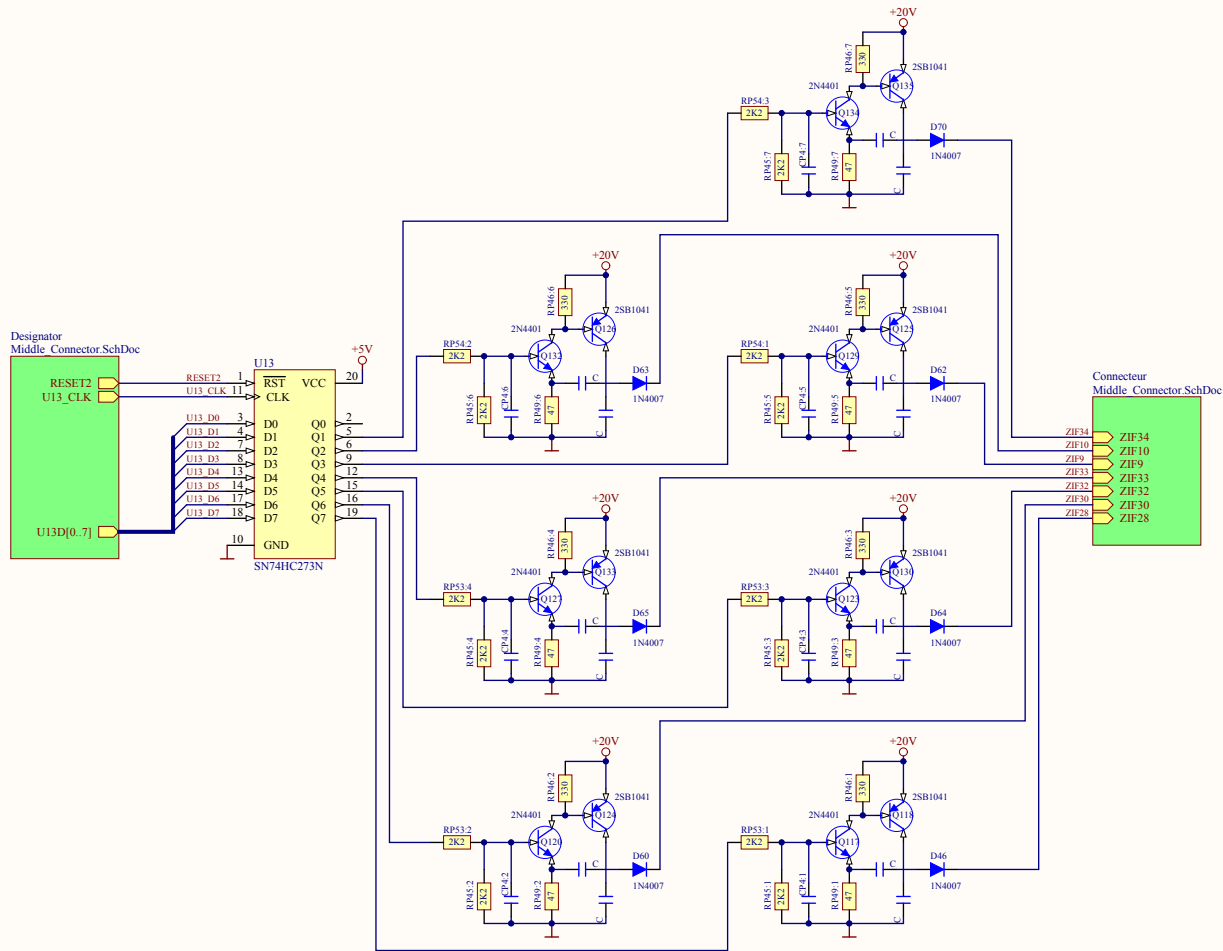 +20V
RP46:7
330
2SB1041
Q135
2N4401
Q134
RP54:3
2K2
RP45:7
2K2
CP4:7
RP49:7
47
C
C
D70
1N4007
+20V
RP46:6
330
2SB1041
Q126
2N4401
Q132
RP54:2
2K2
RP45:6
2K2
CP4:6
RP49:6
47
C
C
D63
1N4007
+20V
RP46:5
330
2SB1041
Q125
2N4401
Q129
RP54:1
2K2
RP45:5
2K2
CP4:5
RP49:5
47
C
C
D62
1N4007
Designator
Middle_Connector.SchDoc
RESET2
U13_CLK
U13D[0..7]
RESET2
U13_CLK
U13_D0
U13_D1
U13_D2
U13_D3
U13_D4
U13_D5
U13_D6
U13_D7
U13
+5V
1 RST VCC 20
11 CLK
3 D0 Q0 2
4 D1 Q1 5
7 D2 Q2 6
8 D3 Q3 9
13 D4 Q4 12
14 D5 Q5 15
17 D6 Q6 16
18 D7 Q7 19
10 GND
SN74HC273N
Connecteur
Middle_Connector.SchDoc
ZIF34 ZIF34
ZIF10 ZIF10
ZIF9 ZIF9
ZIF33 ZIF33
ZIF32 ZIF32
ZIF30 ZIF30
ZIF28 ZIF28
+20V
RP46:4
330
2SB1041
Q133
2N4401
Q127
RP53:4
2K2
RP45:4
2K2
CP4:4
RP49:4
47
C
C
D65
1N4007
+20V
RP46:3
330
2SB1041
Q130
2N4401
Q123
RP53:3
2K2
RP45:3
2K2
CP4:3
RP49:3
47
C
C
D64
1N4007
+20V
RP46:2
330
2SB1041
Q124
2N4401
Q120
RP53:2
2K2
RP45:2
2K2
CP4:2
RP49:2
47
C
C
D60
1N4007
+20V
RP46:1
330
2SB1041
Q118
2N4401
Q117
RP53:1
2K2
RP45:1
2K2
CP4:1
RP49:1
47
C
C
D46
1N4007